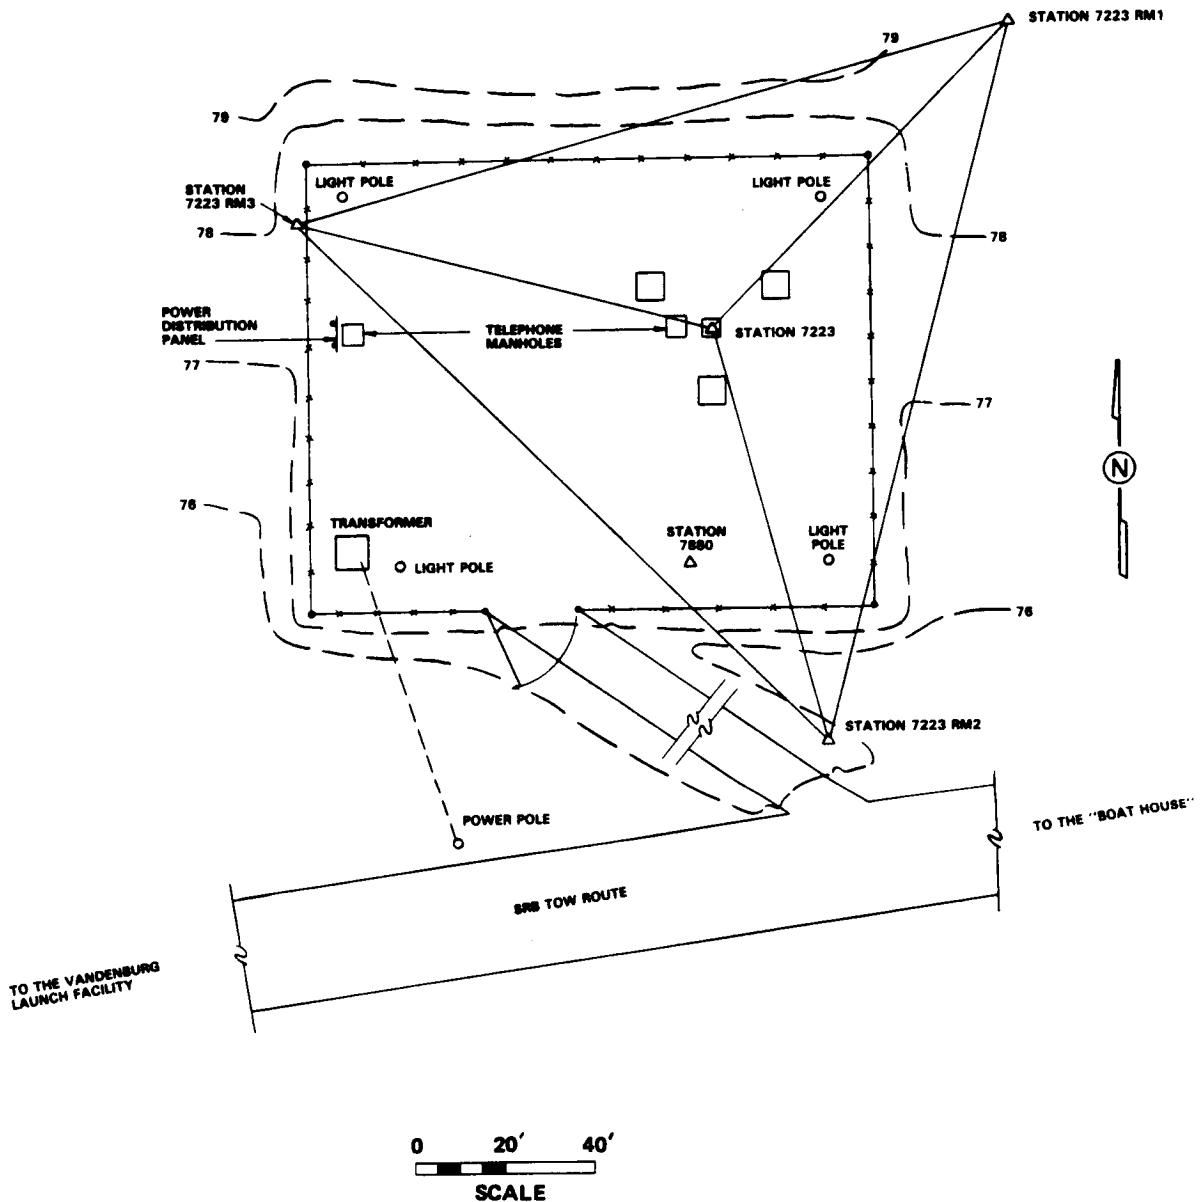 STATION 7223 RM1
79
79
LIGHT POLE
LIGHT POLE
STATION
7223 RM3
78
78
POWER
DISTRIBUTION
PANEL
TELEPHONE
MANHOLES
STATION 7223
77
77
N
76
TRANSFORMER
LIGHT POLE
STATION
7880
LIGHT
POLE
76
STATION 7223 RM2
POWER POLE
TO THE "BOAT HOUSE"
SRB TOW ROUTE
TO THE VANDENBURG
LAUNCH FACILITY
0 20' 40'
SCALE